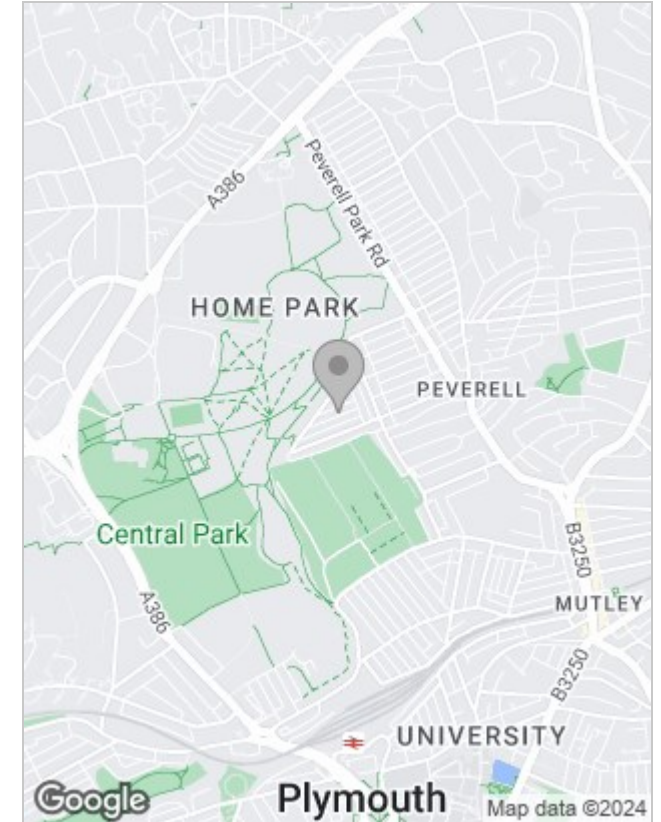 Peverell Park Rd
A386
HOME PARK
PEVERELL
Central Park
B3250
A386
MUTLEY
B3250
UNIVERSITY
Plymouth
Google
Map data ©2024